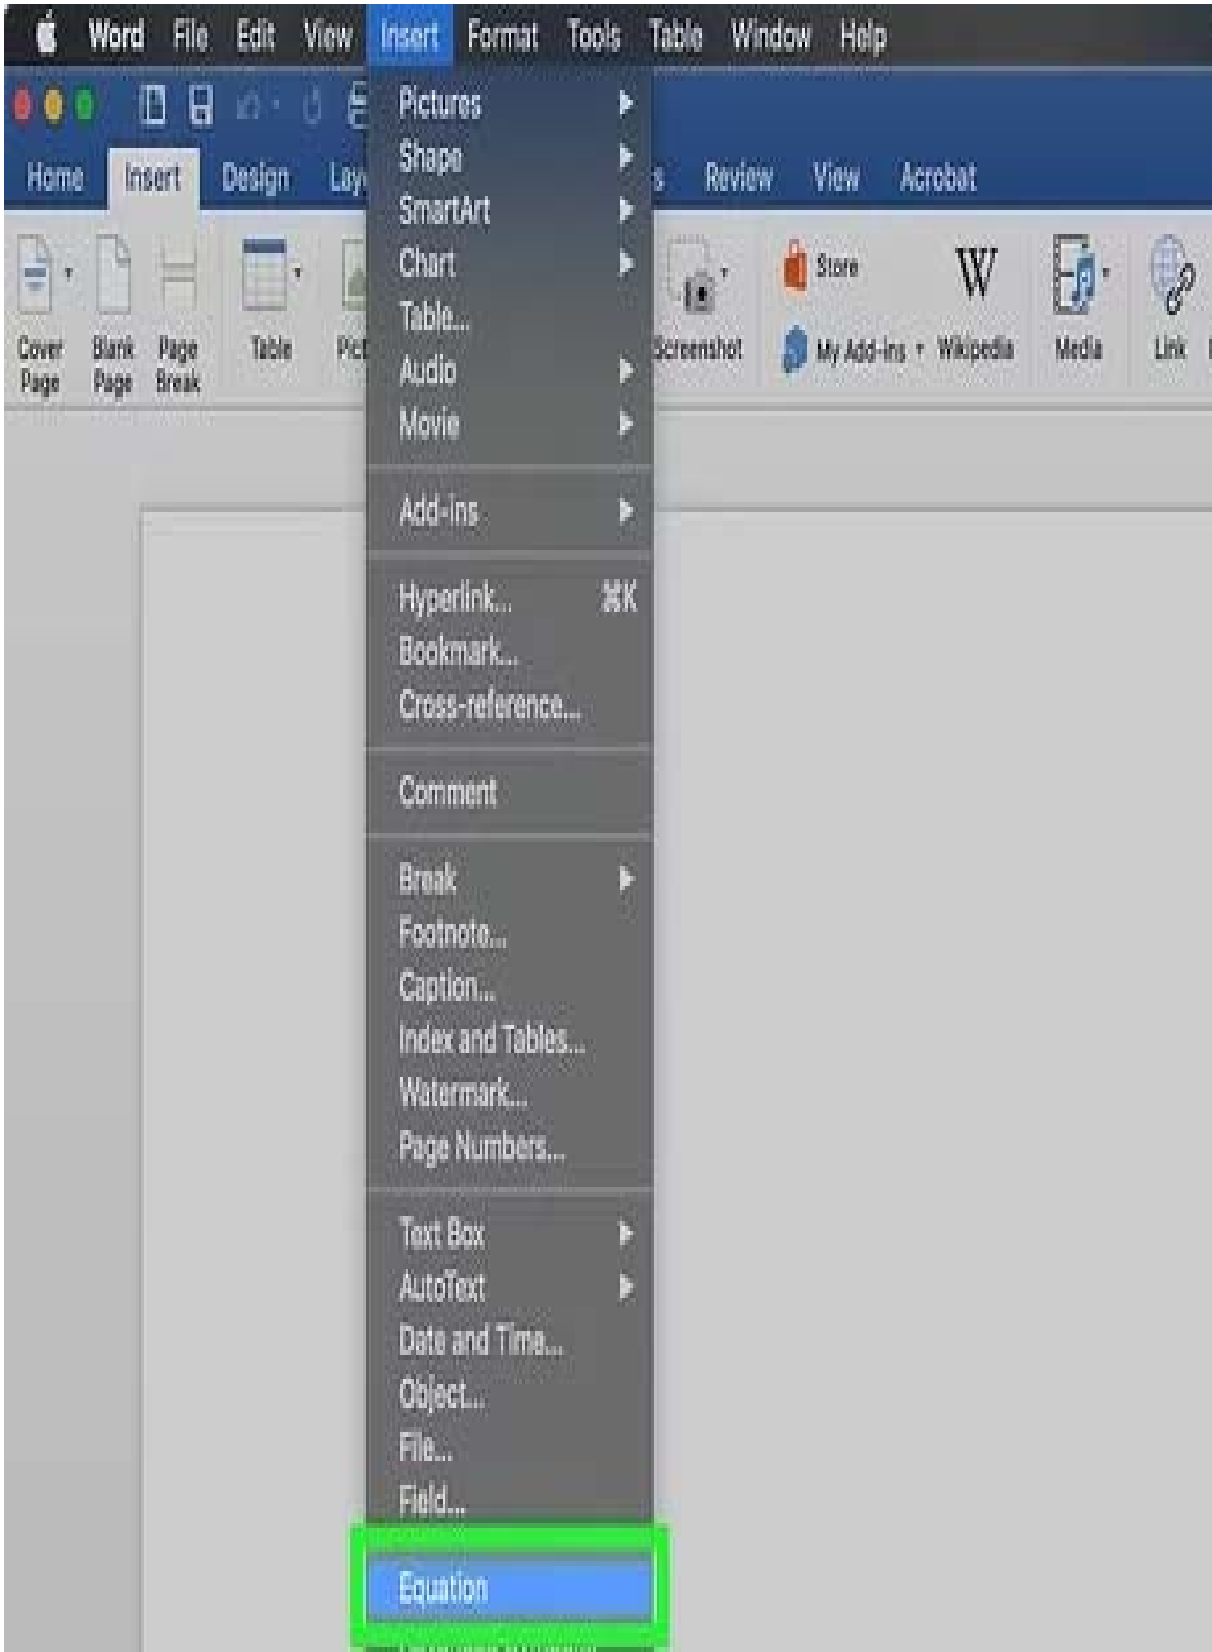 Word File Edit View Insert Format Tools Table Window Help
Home Insert Design Review View Acrobat
Cover Page
Blank Page
Page Break
Table
Screenshot
Store
My Add-ins
W
Wikipedia
Media
Link
Pictures
Shape
SmartArt
Chart
Table...
Audio
Movie
Add-ins
Hyperlink... ⌘K
Bookmark...
Cross-reference...
Comment
Break
Footnote...
Caption...
Index and Tables...
Watermark...
Page Numbers...
Text Box
AutoText
Date and Time...
Object...
File...
Field...
Equation